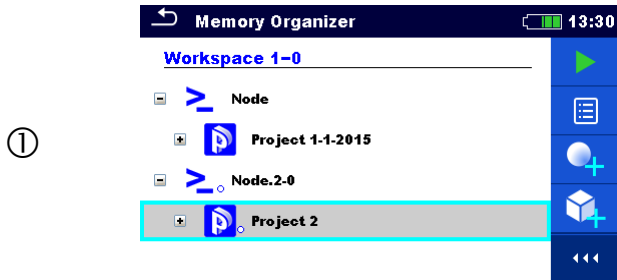 Memory Organizer 13:30
Workspace 1-0
Node
①
Project 1-1-2015
Node.2-0
Project 2